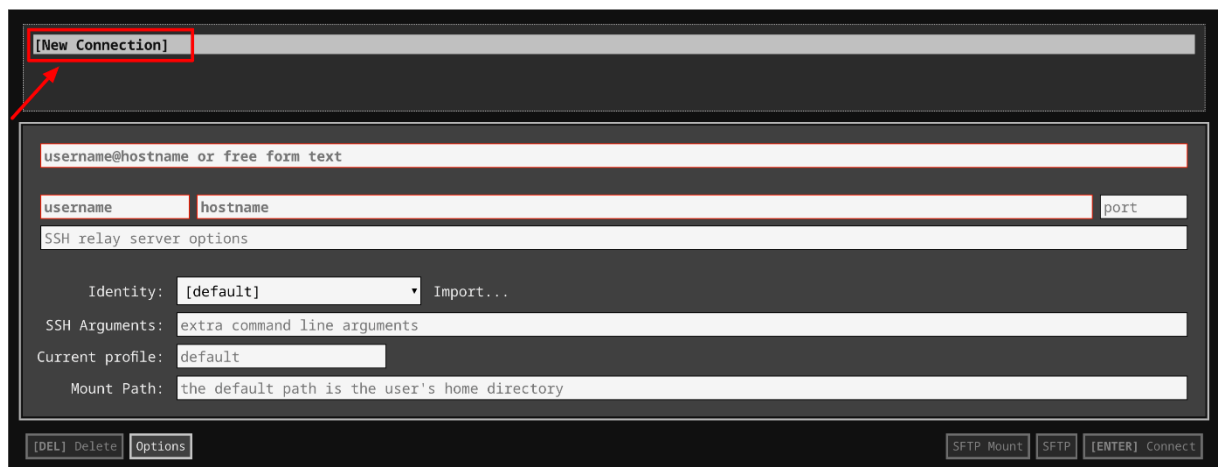 [New Connection]
username@hostname or free form text
username hostname port
SSH relay server options
Identity: [default] Import...
SSH Arguments: extra command line arguments
Current profile: default
Mount Path: the default path is the user's home directory
[DEL] Delete Options SFTP Mount SFTP [ENTER] Connect